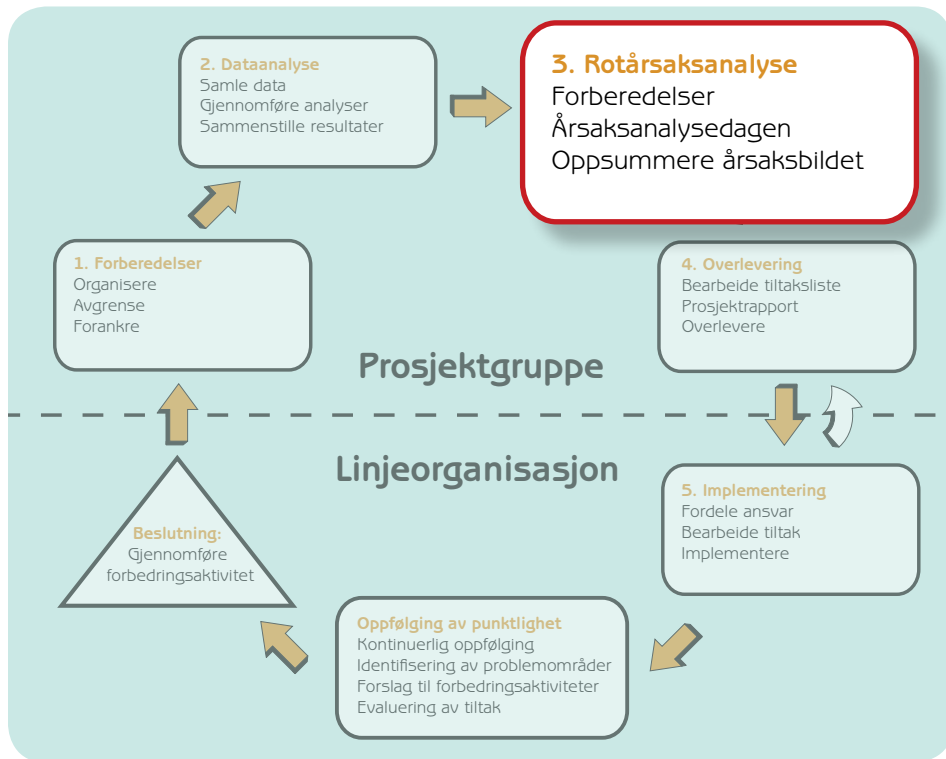 2. Dataanalyse
Samle data
Gjennomføre analyser
Sammenstille resultater
3. Rotårsaksanalyse
Forberedelser
Årsaksanalysedagen
Oppsummere årsaksbildet
1. Forberedelser
Organisere
Avgrense
Forankre
4. Overlevering
Bearbeide tiltaksliste
Prosjektrapport
Overlevere
Prosjektgruppe
Linjeorganisasjon
Beslutning:
Gjennomføre
forbedringsaktivitet
5. Implementering
Fordele ansvar
Bearbeide tiltak
Implementere
Oppfølging av punktlighet
Kontinuerlig oppfølging
Identifisering av problemområder
Forslag til forbedringsaktiviteter
Evaluering av tiltak